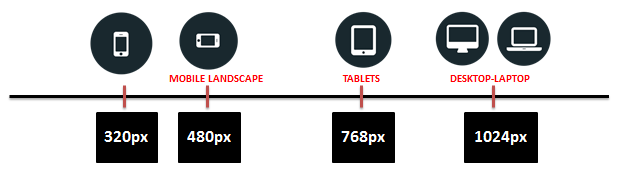 MOBILE LANDSCAPE TABLETS DESKTOP-LAPTOP
320px 480px 768px 1024px